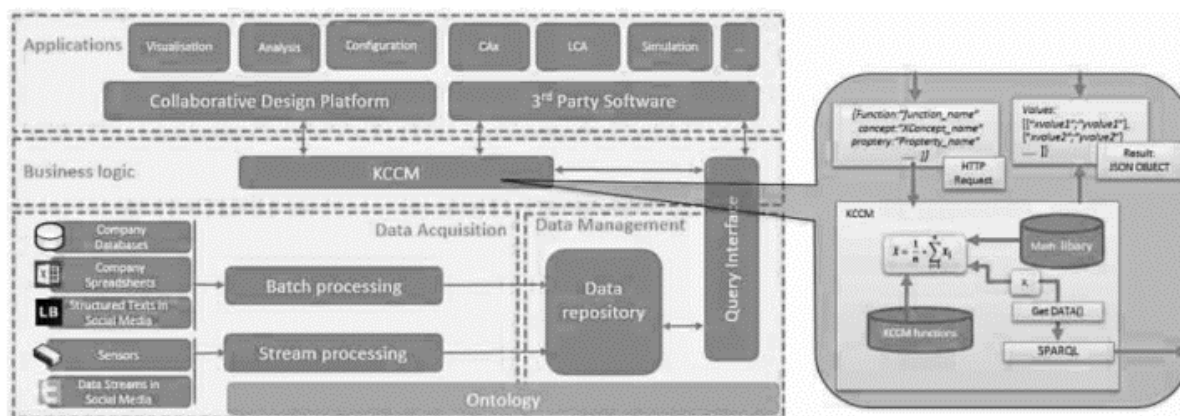 Applications
Visualisation
Analysis
Configuration
CAx
LCA
Simulation
...
Collaborative Design Platform
3rd Party Software
Business logic
KCCM
Query Interface
Data Acquisition
Data Management
Company
Databases
Company
Spreadsheets
LB
Structured Texts in
Social Media
Sensors
Data Streams in
Social Media
Batch processing
Stream processing
Data
repository
Ontology
{Function:"function_name"
concept:"XConcept_name"
proptery:"Propterty_name"
.... ]}
HTTP
Request
Values:
[["xvalue1";"yvalue1"],
["xvalue2";"yvalue2"]
.... ]}
Result:
JSON OBJECT
KCCM
Math libary
KCCM functions
Get DATA()
SPARQL